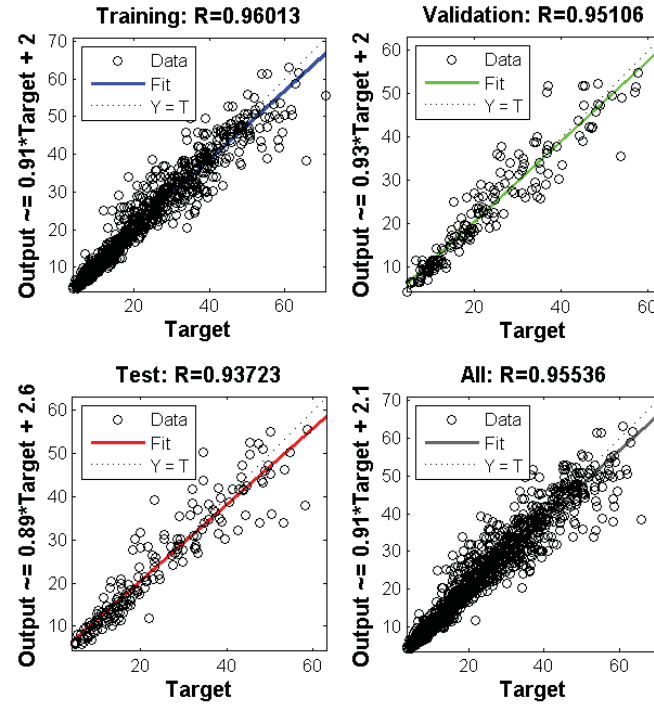 Training: R=0.96013
Output ~= 0.91*Target + 2
70
60
50
40
30
20
10
Data
Fit
Y = T
20
40
60
Target
Validation: R=0.95106
Output ~= 0.93*Target + 2
60
50
40
30
20
10
Data
Fit
Y = T
20
40
60
Target
Test: R=0.93723
Output ~= 0.89*Target + 2.6
60
50
40
30
20
10
Data
Fit
Y = T
20
40
60
Target
All: R=0.95536
Output ~= 0.91*Target + 2.1
70
60
50
40
30
20
10
Data
Fit
Y = T
20
40
60
Target